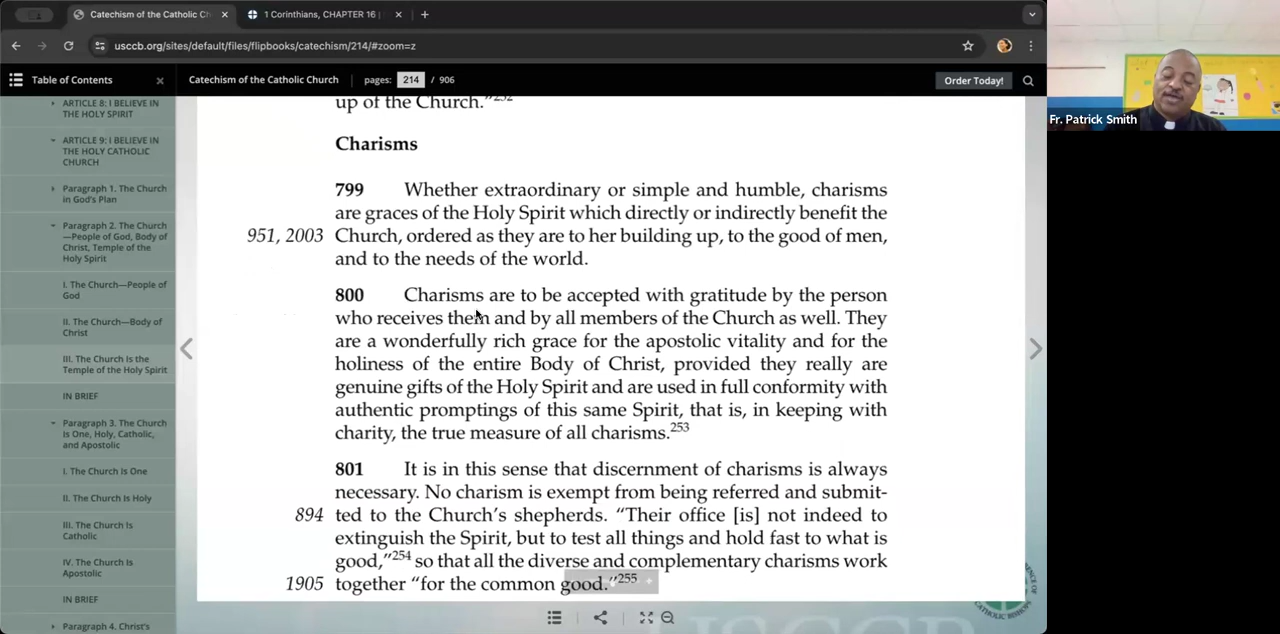 Catechism of the Catholic Ch
1 Corinthians, CHAPTER 16 |
usccb.org/sites/default/files/flipbooks/catechism/214/#zoom=z
Table of Contents
Catechism of the Catholic Church
pages: 214 / 906
Order Today!
ARTICLE 8: I BELIEVE IN
THE HOLY SPIRIT
ARTICLE 9: I BELIEVE IN
THE HOLY CATHOLIC
CHURCH
Paragraph 1. The Church
in God's Plan
Paragraph 2. The Church
—People of God, Body of
Christ, Temple of the
Holy Spirit
I. The Church—People of
God
II. The Church—Body of
Christ
III. The Church Is the
Temple of the Holy Spirit
IN BRIEF
Paragraph 3. The Church
Is One, Holy, Catholic,
and Apostolic
I. The Church Is One
II. The Church Is Holy
III. The Church Is
Catholic
IV. The Church Is
Apostolic
IN BRIEF
Paragraph 4. Christ's
up of the Church."252
Charisms
799 Whether extraordinary or simple and humble, charisms
are graces of the Holy Spirit which directly or indirectly benefit the
951, 2003 Church, ordered as they are to her building up, to the good of men,
and to the needs of the world.
800 Charisms are to be accepted with gratitude by the person
who receives them and by all members of the Church as well. They
are a wonderfully rich grace for the apostolic vitality and for the
holiness of the entire Body of Christ, provided they really are
genuine gifts of the Holy Spirit and are used in full conformity with
authentic promptings of this same Spirit, that is, in keeping with
charity, the true measure of all charisms.253
801 It is in this sense that discernment of charisms is always
necessary. No charism is exempt from being referred and submit-
894 ted to the Church's shepherds. "Their office [is] not indeed to
extinguish the Spirit, but to test all things and hold fast to what is
good,"254 so that all the diverse and complementary charisms work
1905 together "for the common good."255
Fr. Patrick Smith